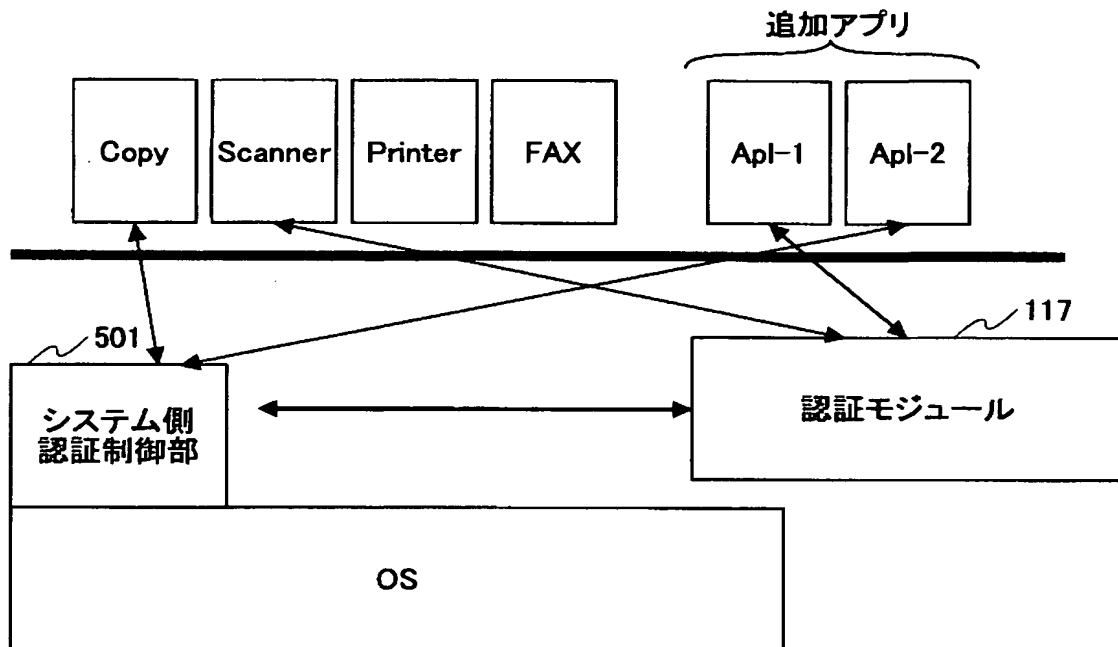 追加アプリ
Copy
Scanner
Printer
FAX
Apl-1
Apl-2
501
117
システム側
認証制御部
認証モジュール
OS